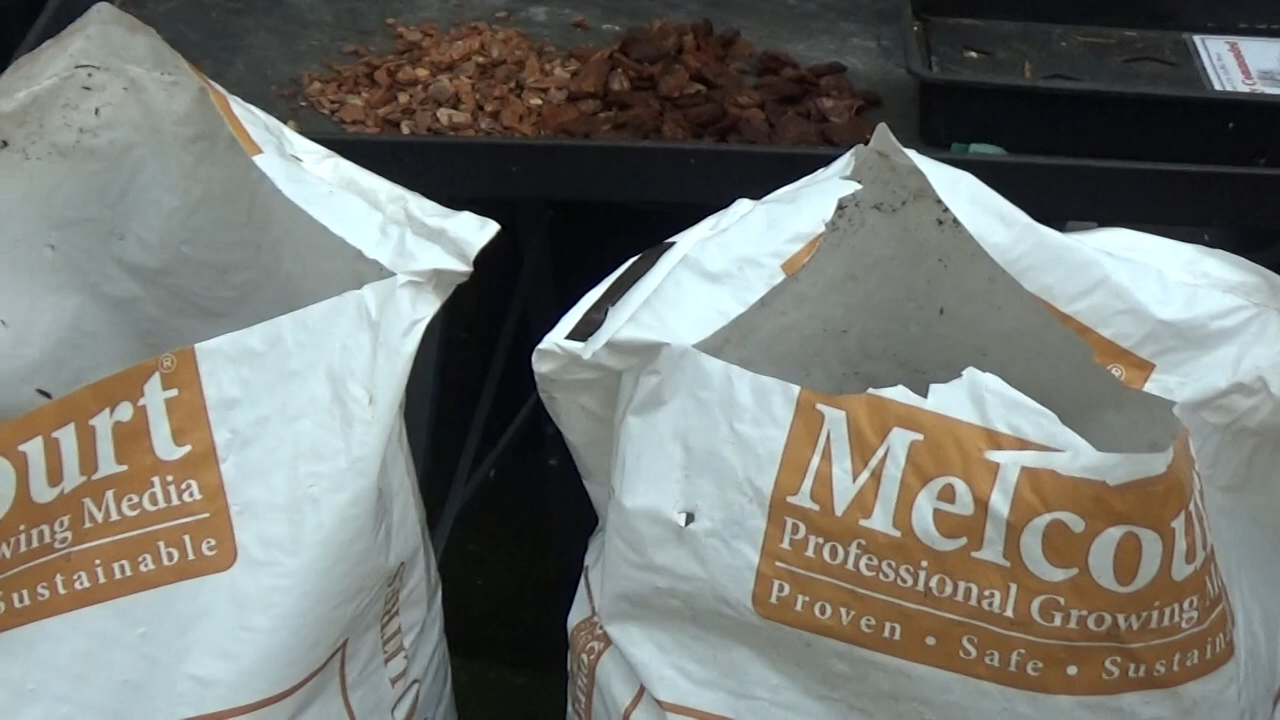 ourt®
wing Media
Sustainable
®
Melcou
Professional Growing M
Proven • Safe • Sustain